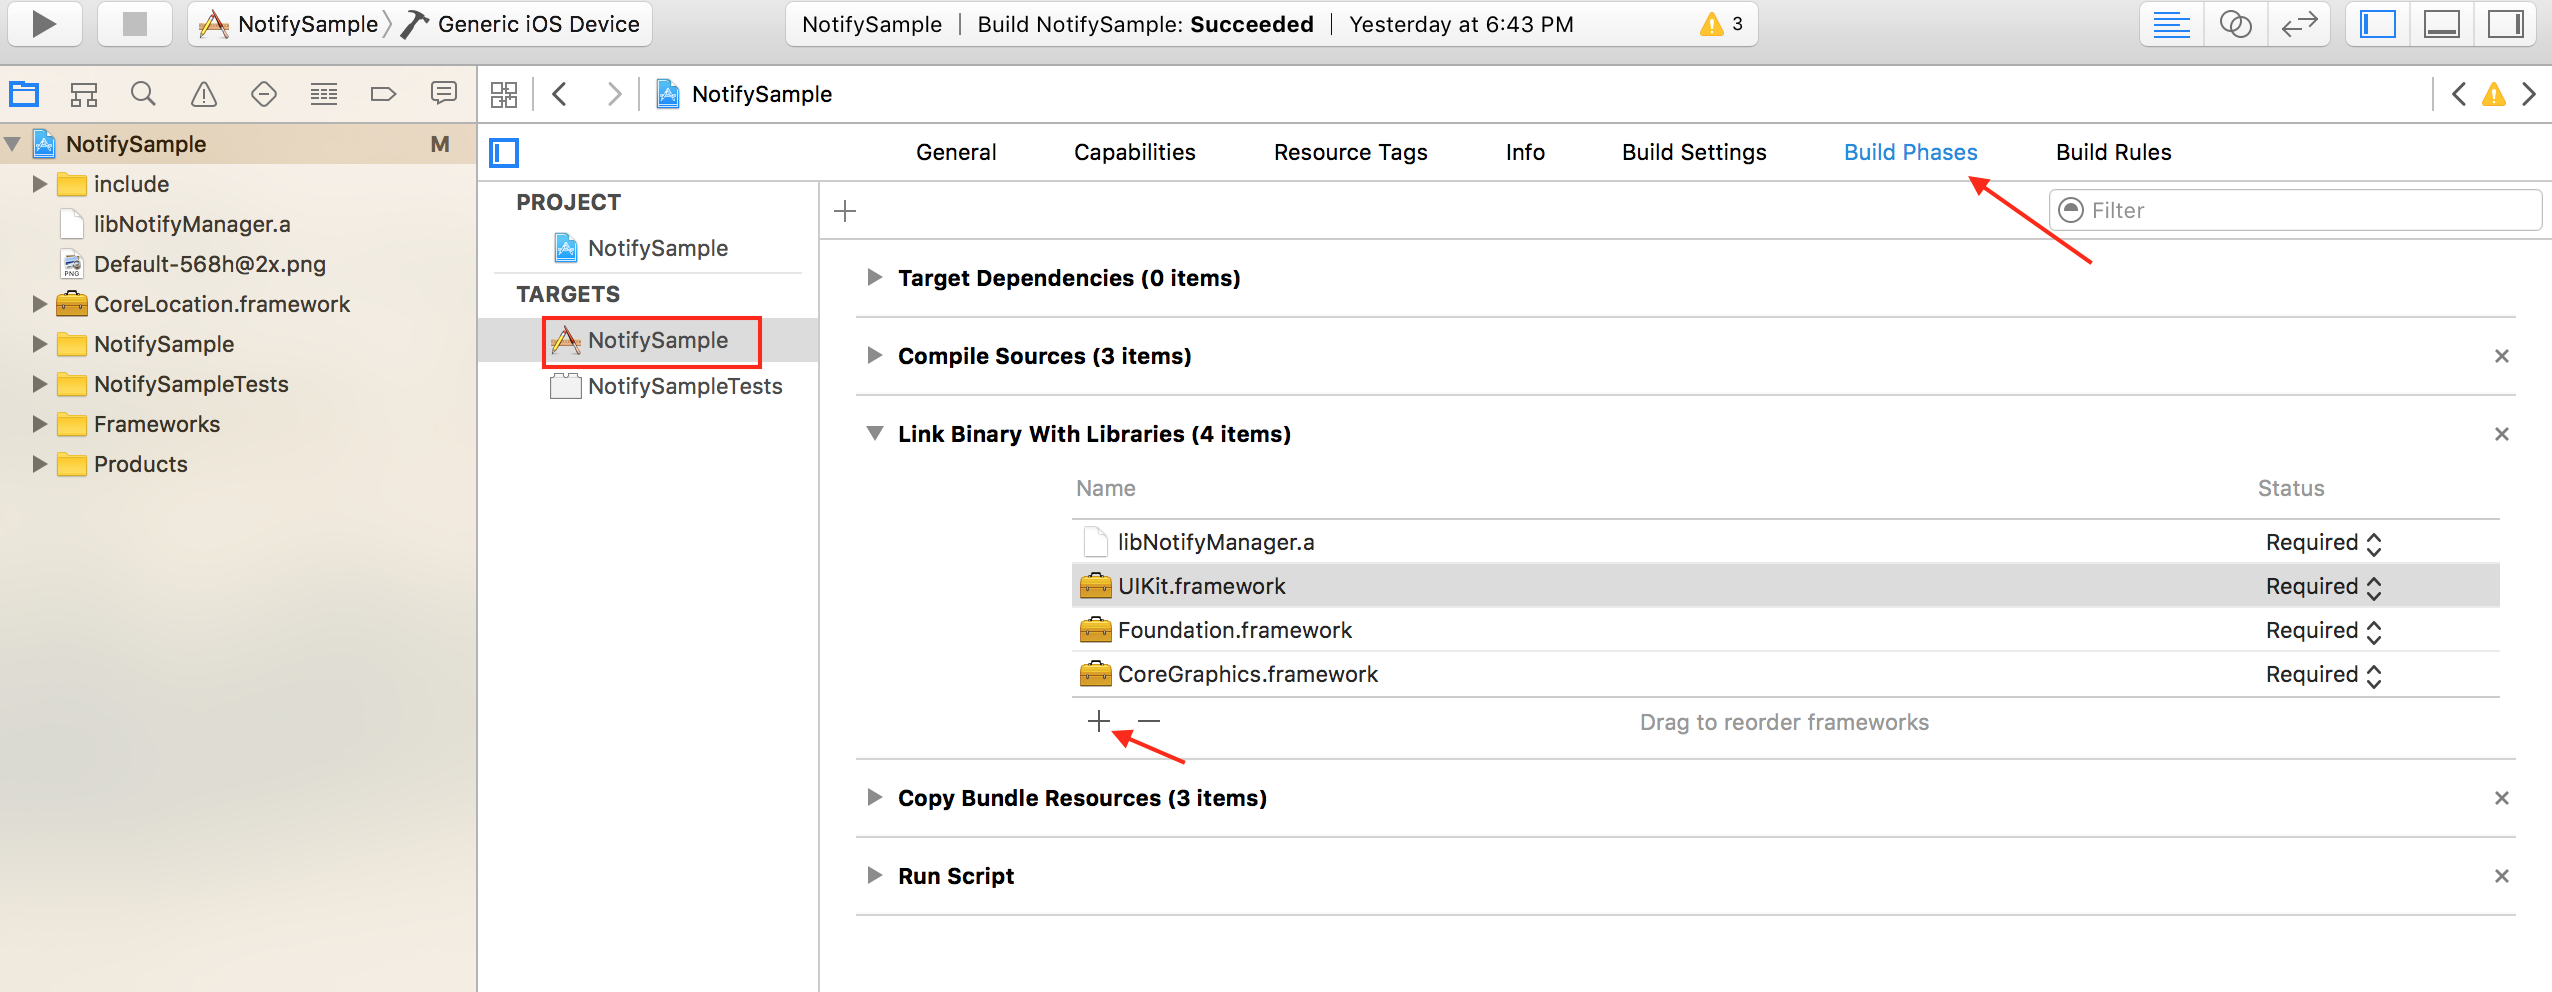 NotifySample Generic iOS Device
NotifySample | Build NotifySample: Succeeded | Yesterday at 6:43 PM
3
NotifySample
NotifySample M
include
libNotifyManager.a
PNG
Default-568h@2x.png
CoreLocation.framework
NotifySample
NotifySampleTests
Frameworks
Products
General Capabilities Resource Tags Info Build Settings Build Phases Build Rules
PROJECT
NotifySample
TARGETS
NotifySample
NotifySampleTests
Filter
Target Dependencies (0 items)
Compile Sources (3 items)
Link Binary With Libraries (4 items)
Name Status
libNotifyManager.a Required
UIKit.framework Required
Foundation.framework Required
CoreGraphics.framework Required
Drag to reorder frameworks
Copy Bundle Resources (3 items)
Run Script